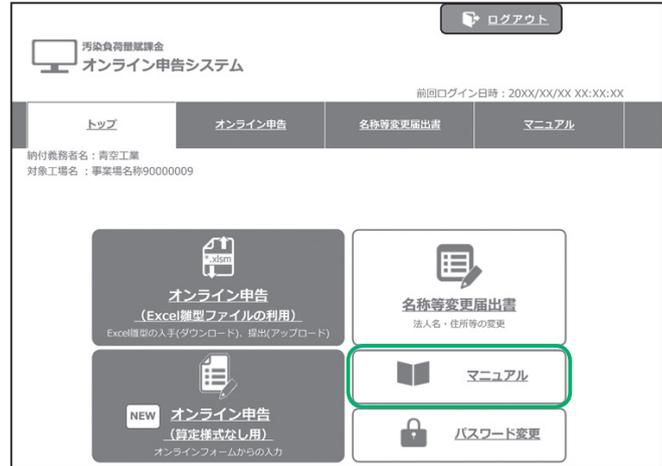 ログアウト
汚染負荷量賦課金
オンライン申告システム
前回ログイン日時：20XX/XX/XX XX:XX:XX
トップ　オンライン申告　名称等変更届出書　マニュアル
納付義務者名：青空工業
対象工場名 ：事業場名称90000009
*.xlsm
オンライン申告
（Excel雛型ファイルの利用）
Excel雛型の入手(ダウンロード)、提出(アップロード)
名称等変更届出書
法人名・住所等の変更
マニュアル
NEW オンライン申告
（算定様式なし用）
オンラインフォームからの入力
パスワード変更